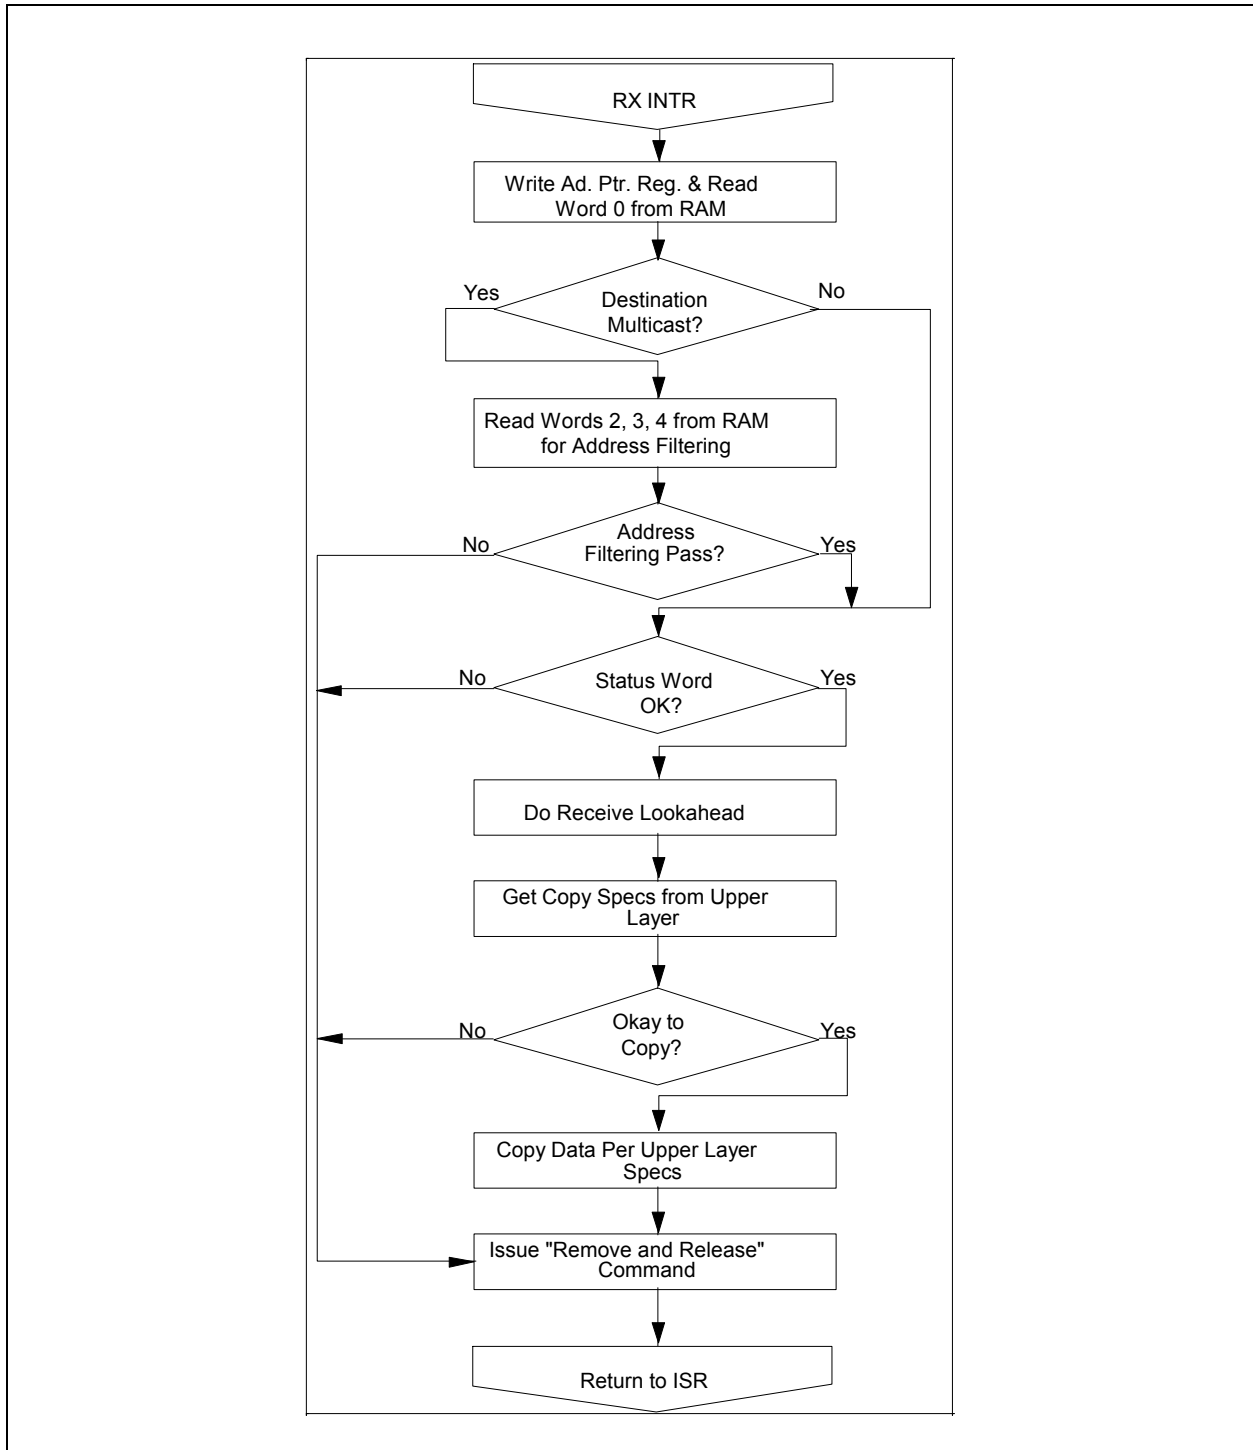 RX INTR
Write Ad. Ptr. Reg. & Read
Word 0 from RAM
Yes
No
Destination
Multicast?
Read Words 2, 3, 4 from RAM
for Address Filtering
No
Address
Filtering Pass?
Yes
No
Status Word
OK?
Yes
Do Receive Lookahead
Get Copy Specs from Upper
Layer
No
Okay to
Copy?
Yes
Copy Data Per Upper Layer
Specs
Issue "Remove and Release"
Command
Return to ISR